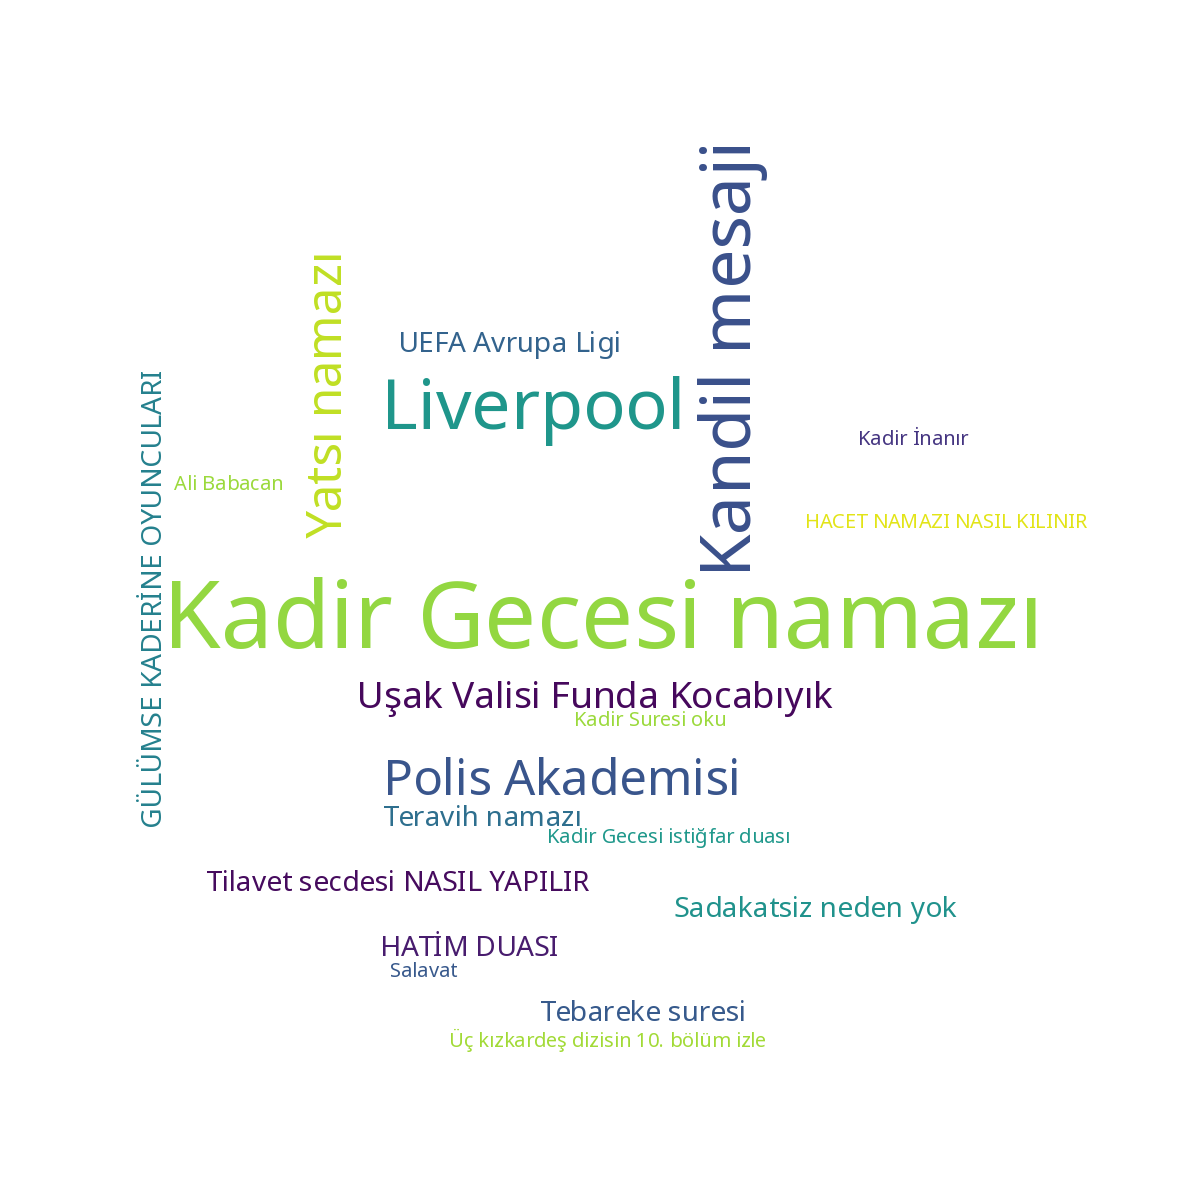 Kandil mesaji
Yatsı namazı
UEFA Avrupa Ligi
Liverpool
GÜLÜMSE KADERİNE OYUNCULARI
Kadir İnanır
Ali Babacan
HACET NAMAZI NASIL KILINIR
Kadir Gecesi namazı
Uşak Valisi Funda Kocabıyık
Kadir Suresi oku
Polis Akademisi
Teravih namazı
Kadir Gecesi istiğfar duası
Tilavet secdesi NASIL YAPILIR
Sadakatsiz neden yok
HATİM DUASI
Salavat
Tebareke suresi
Üç kızkardeş dizisin 10. bölüm izle